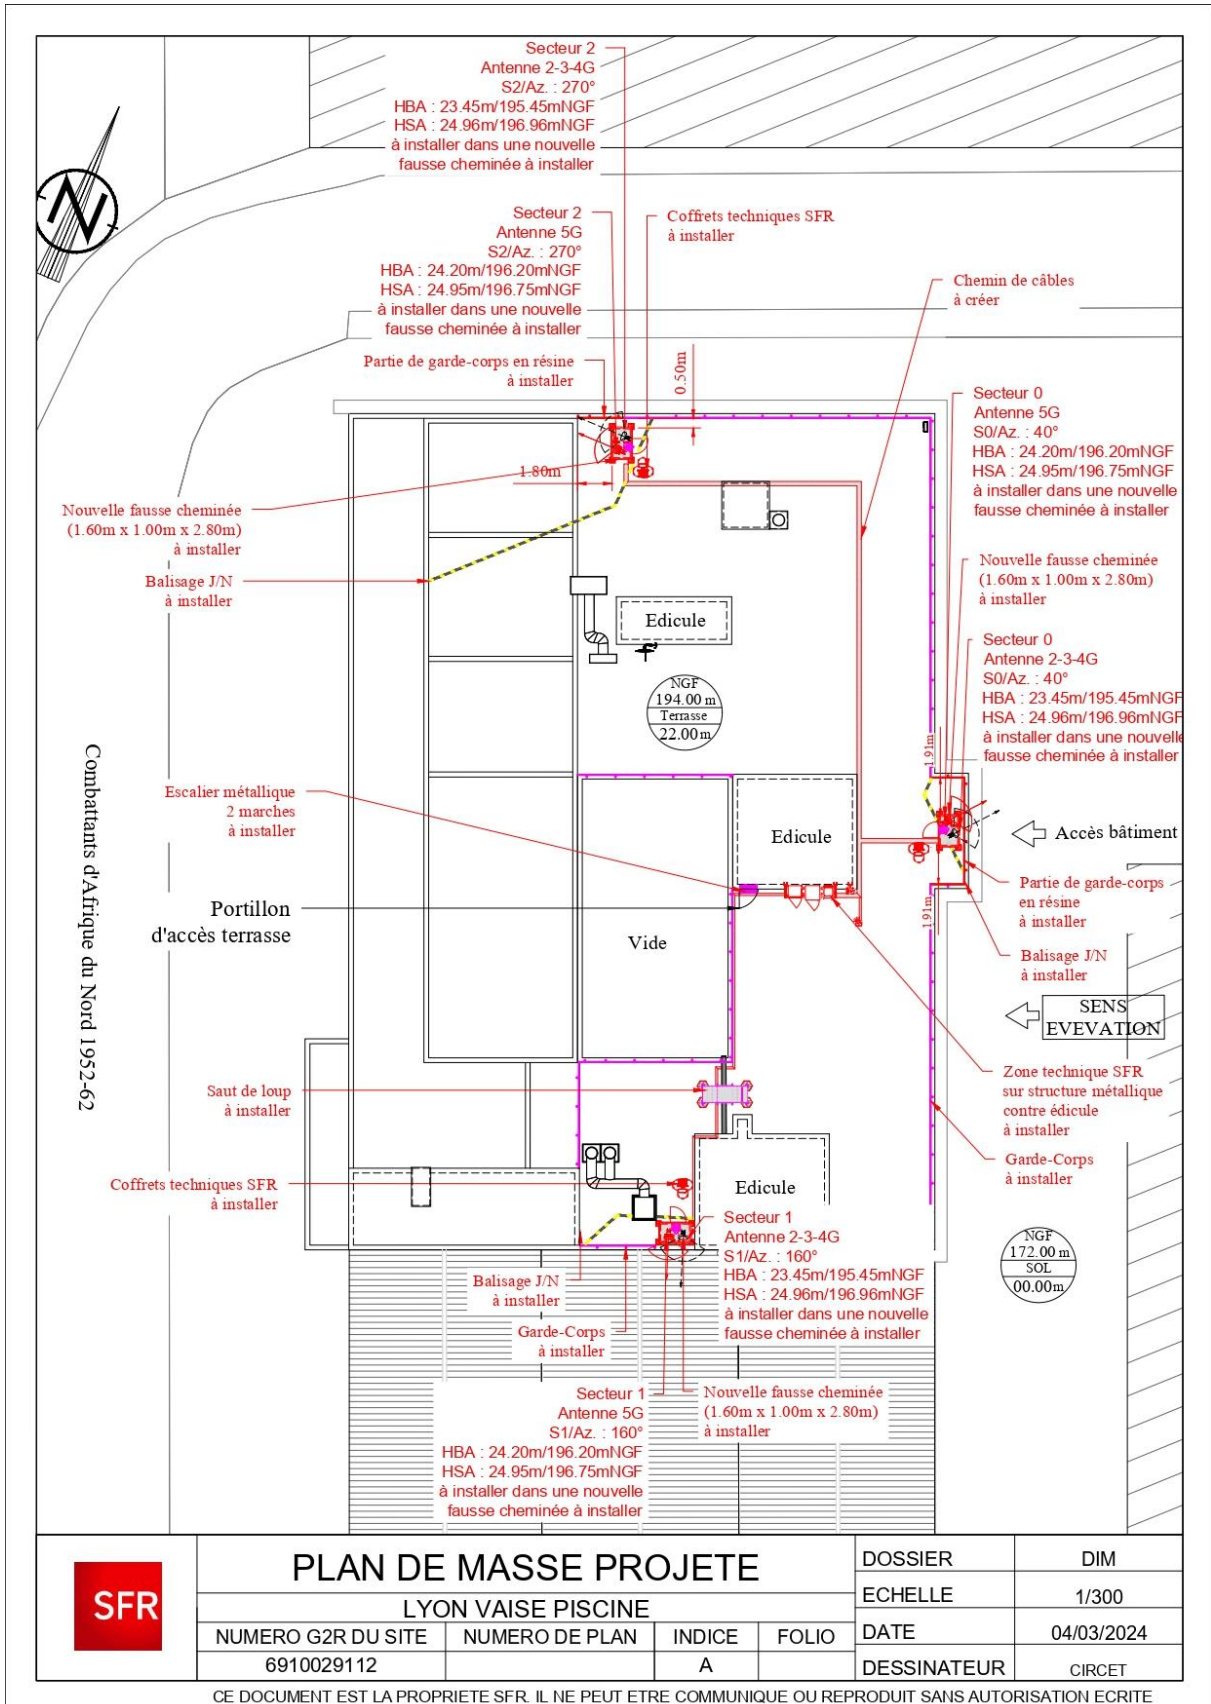 Secteur 2
Antenne 2-3-4G
S2/Az. : 270°
HBA : 23.45m/195.45mNGF
HSA : 24.96m/196.96mNGF
à installer dans une nouvelle
fausse cheminée à installer
N
Secteur 2
Antenne 5G
S2/Az. : 270°
HBA : 24.20m/196.20mNGF
HSA : 24.95m/196.75mNGF
à installer dans une nouvelle
fausse cheminée à installer
Coffrets techniques SFR
à installer
Chemin de câbles
à créer
Partie de garde-corps en résine
à installer
0.50m
Secteur 0
Antenne 5G
S0/Az. : 40°
HBA : 24.20m/196.20mNGF
HSA : 24.95m/196.75mNGF
à installer dans une nouvelle
fausse cheminée à installer
1.80m
Nouvelle fausse cheminée
(1.60m x 1.00m x 2.80m)
à installer
Balisage J/N
à installer
Nouvelle fausse cheminée
(1.60m x 1.00m x 2.80m)
à installer
Edicule
Secteur 0
Antenne 2-3-4G
S0/Az. : 40°
HBA : 23.45m/195.45mNGF
HSA : 24.96m/196.96mNGF
à installer dans une nouvelle
fausse cheminée à installer
NGF
194.00 m
Terrasse
22.00 m
1.91m
Combattants d'Afrique du Nord 1952-62
Escalier métallique
2 marches
à installer
Edicule
Accès bâtiment
Partie de garde-corps
en résine
à installer
1.91m
Portillon
d'accès terrasse
Vide
Balisage J/N
à installer
SENS
EVEVATION
Zone technique SFR
sur structure métallique
contre édicule
à installer
Saut de loup
à installer
Garde-Corps
à installer
Coffrets techniques SFR
à installer
Edicule
Secteur 1
Antenne 2-3-4G
S1/Az. : 160°
HBA : 23.45m/195.45mNGF
HSA : 24.96m/196.96mNGF
à installer dans une nouvelle
fausse cheminée à installer
NGF
172.00 m
SOL
00.00m
Balisage J/N
à installer
Garde-Corps
à installer
Secteur 1
Antenne 5G
S1/Az. : 160°
HBA : 24.20m/196.20mNGF
HSA : 24.95m/196.75mNGF
à installer dans une nouvelle
fausse cheminée à installer
Nouvelle fausse cheminée
(1.60m x 1.00m x 2.80m)
à installer
SFR
PLAN DE MASSE PROJETE
LYON VAISE PISCINE
NUMERO G2R DU SITE NUMERO DE PLAN INDICE FOLIO
6910029112 A
DOSSIER DIM
ECHELLE 1/300
DATE 04/03/2024
DESSINATEUR CIRCET
CE DOCUMENT EST LA PROPRIETE SFR. IL NE PEUT ETRE COMMUNIQUE OU REPRODUIT SANS AUTORISATION ECRITE